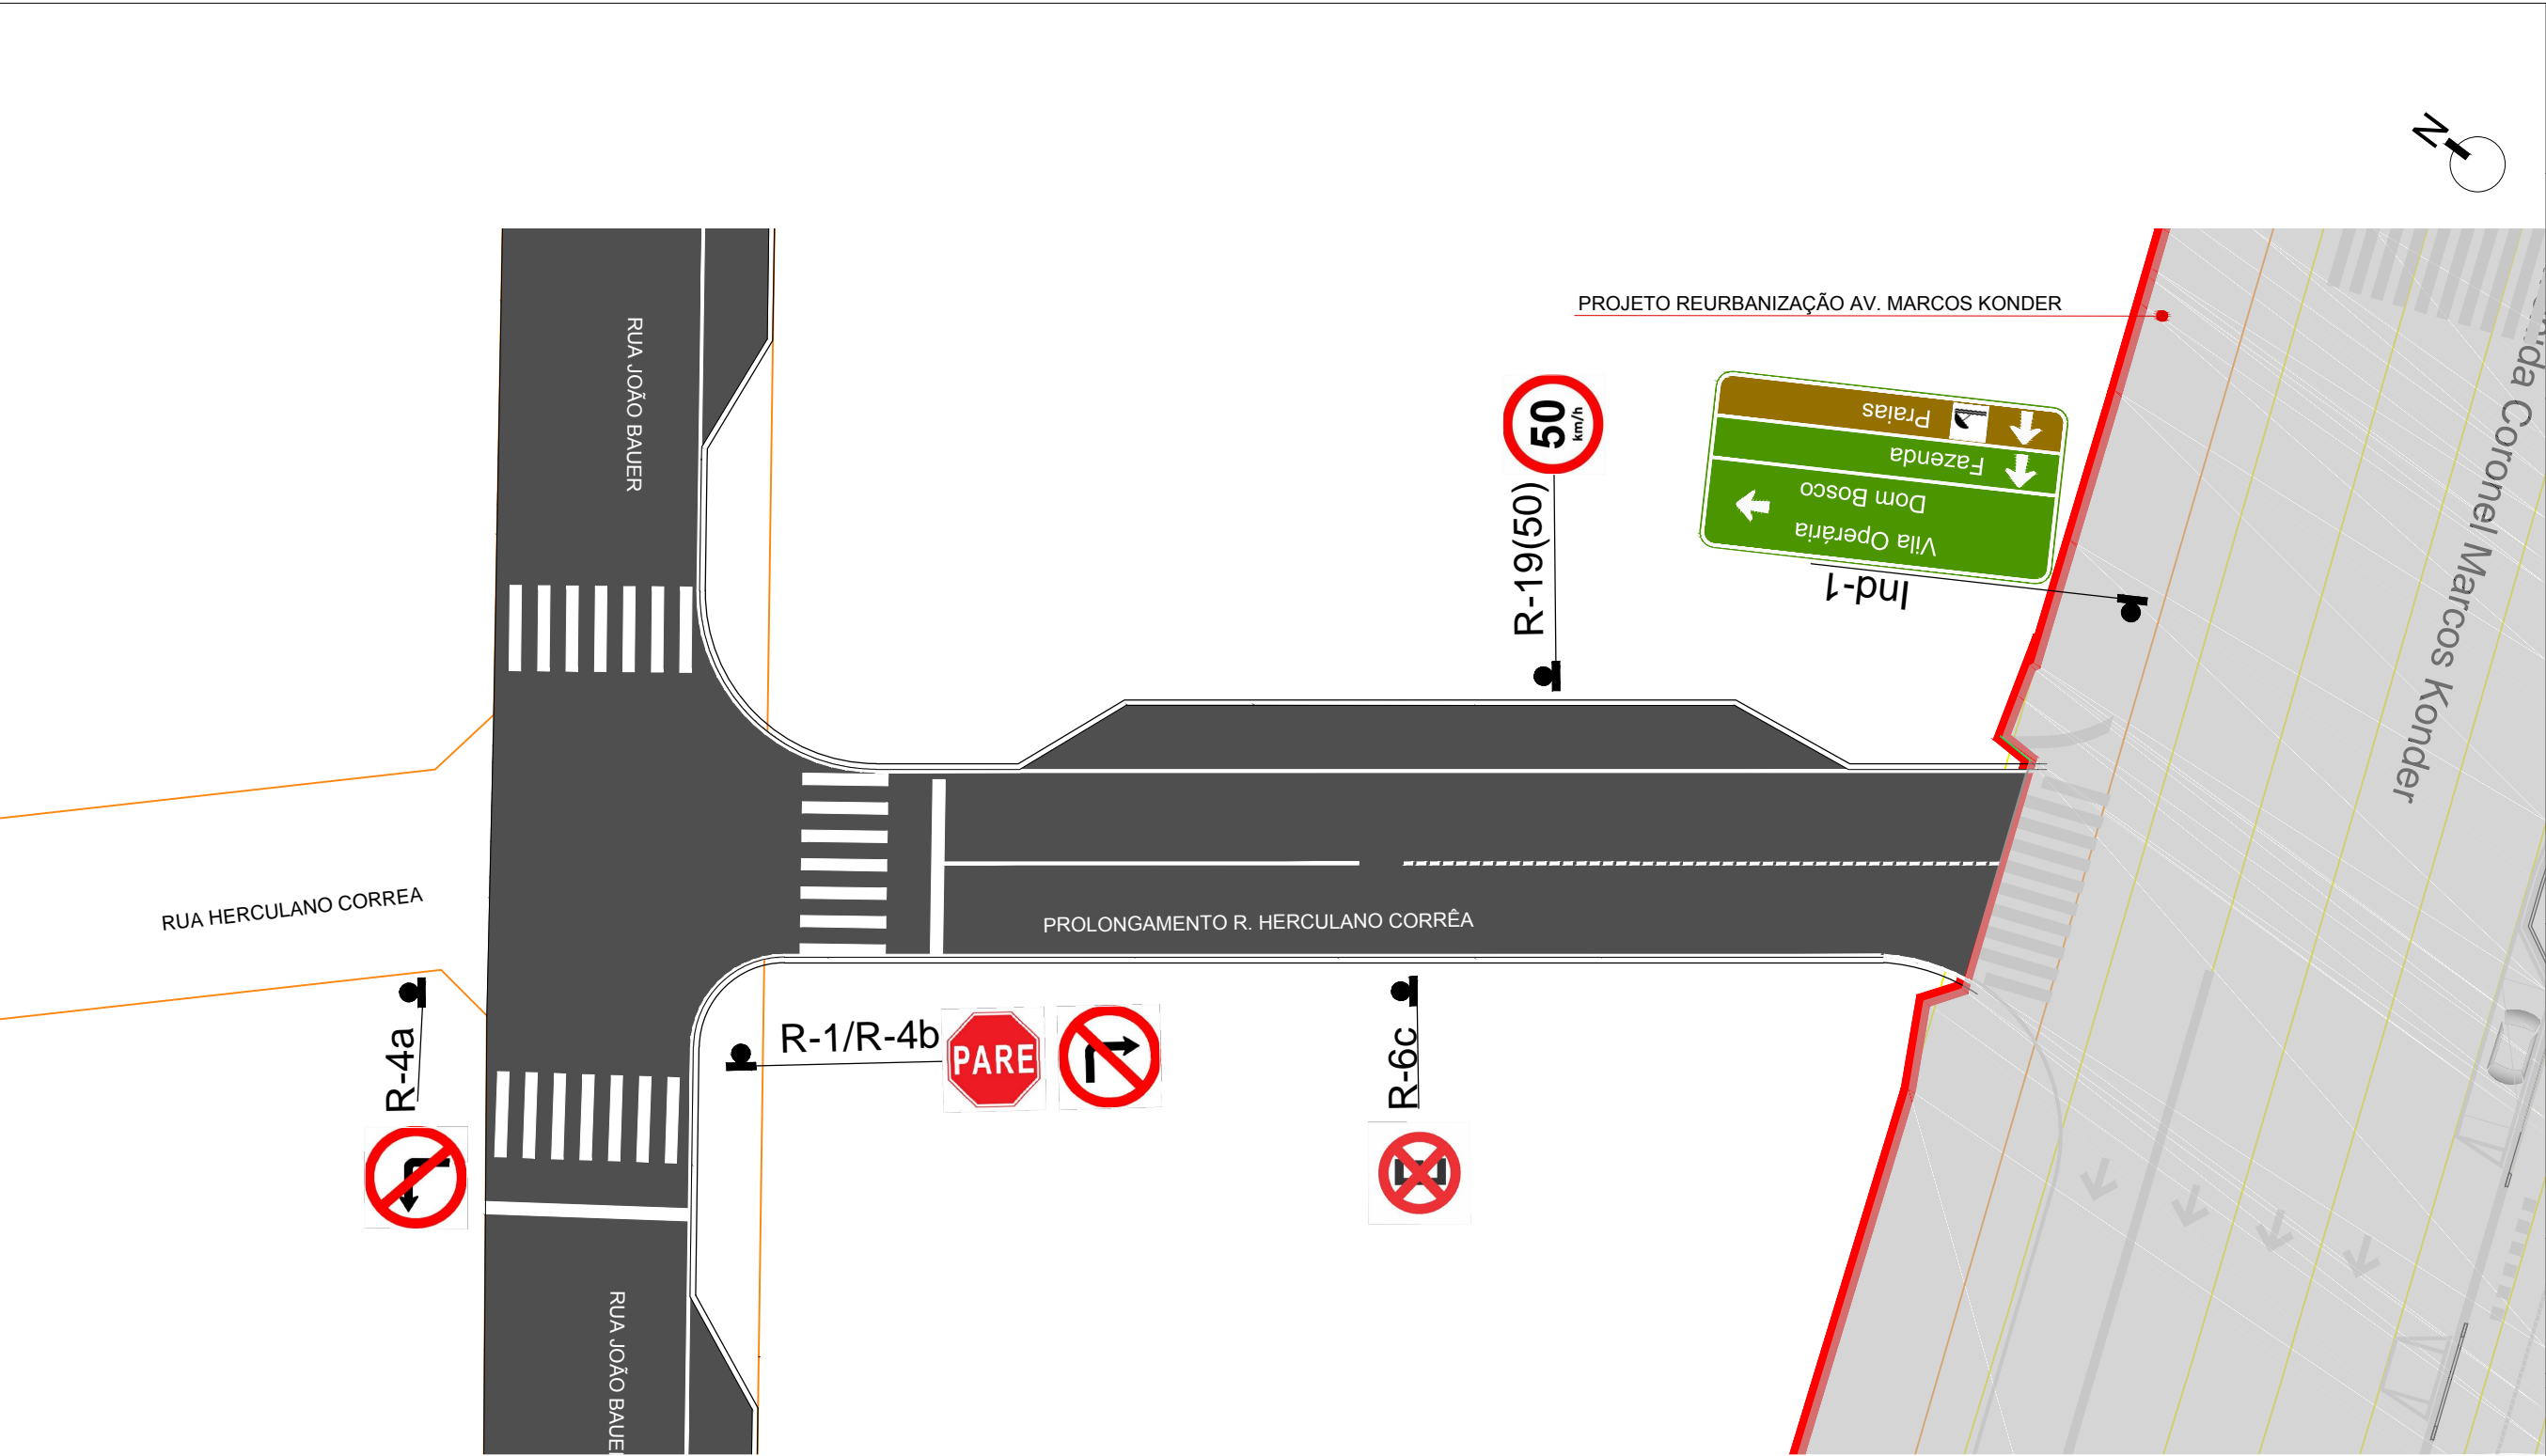 N
RUA JOÃO BAUER
PROJETO REURBANIZAÇÃO AV. MARCOS KONDER
50
km/h
R-19(50)
Praias
Fazenda
Dom Bosco
Vila Operária
Ind-1
Coronel Marcos Konder
RUA HERCULANO CORREA
PROLONGAMENTO R. HERCULANO CORRÊA
R-4a
R-1/R-4b
PARE
R-6c
RUA JOÃO BAUER